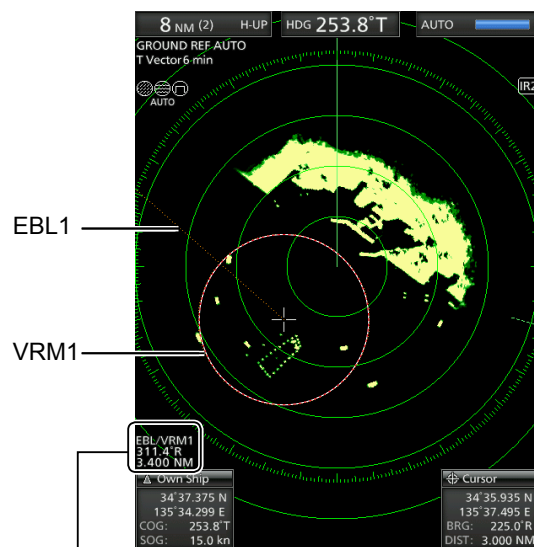 8 NM (2) H-UP HDG 253.8°T AUTO
GROUND REF AUTO
T Vector 6 min
AUTO
IR2
EBL1
VRM1
EBL/VRM1
311.4°R
3.400 NM
Own Ship
34°37.375 N
135°34.299 E
COG: 253.8°T
SOG: 15.0 kn
Cursor
34°35.935 N
135°37.495 E
BRG: 225.0°R
DIST: 3.000 NM